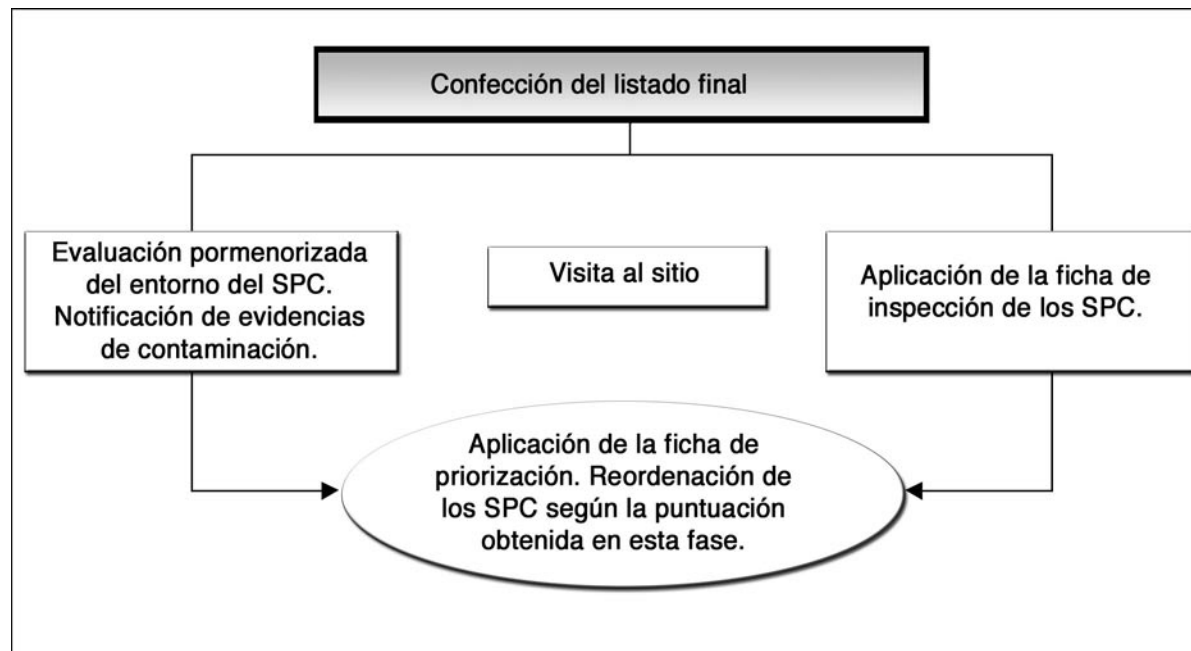 Confección del listado final
Evaluación pormenorizada
del entorno del SPC.
Notificación de evidencias
de contaminación.
Visita al sitio
Aplicación de la ficha de
inspección de los SPC.
Aplicación de la ficha de
priorización. Reordenación de
los SPC según la puntuación
obtenida en esta fase.